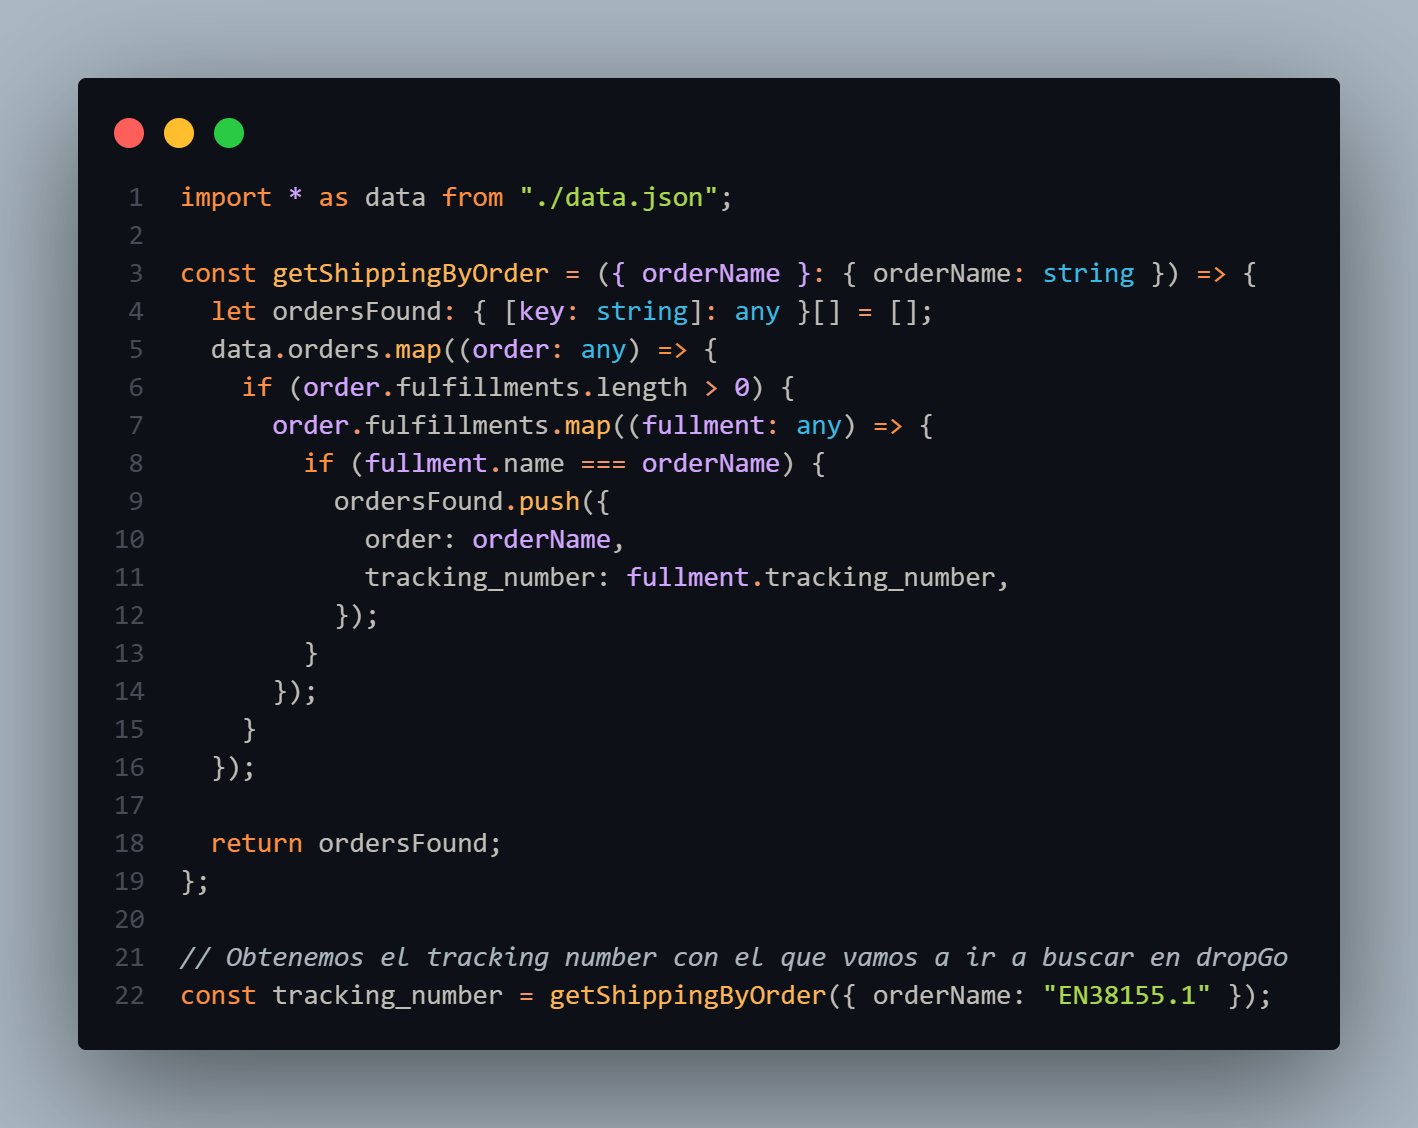 1 import * as data from "./data.json";
2
3 const getShippingByOrder = ({ orderName }: { orderName: string }) => {
4   let ordersFound: { [key: string]: any }[] = [];
5   data.orders.map((order: any) => {
6     if (order.fulfillments.length > 0) {
7       order.fulfillments.map((fullment: any) => {
8         if (fullment.name === orderName) {
9           ordersFound.push({
10             order: orderName,
11             tracking_number: fullment.tracking_number,
12           });
13         }
14       });
15     }
16   });
17
18   return ordersFound;
19 };
20
21 // Obtenemos el tracking number con el que vamos a ir a buscar en dropGo
22 const tracking_number = getShippingByOrder({ orderName: "EN38155.1" });